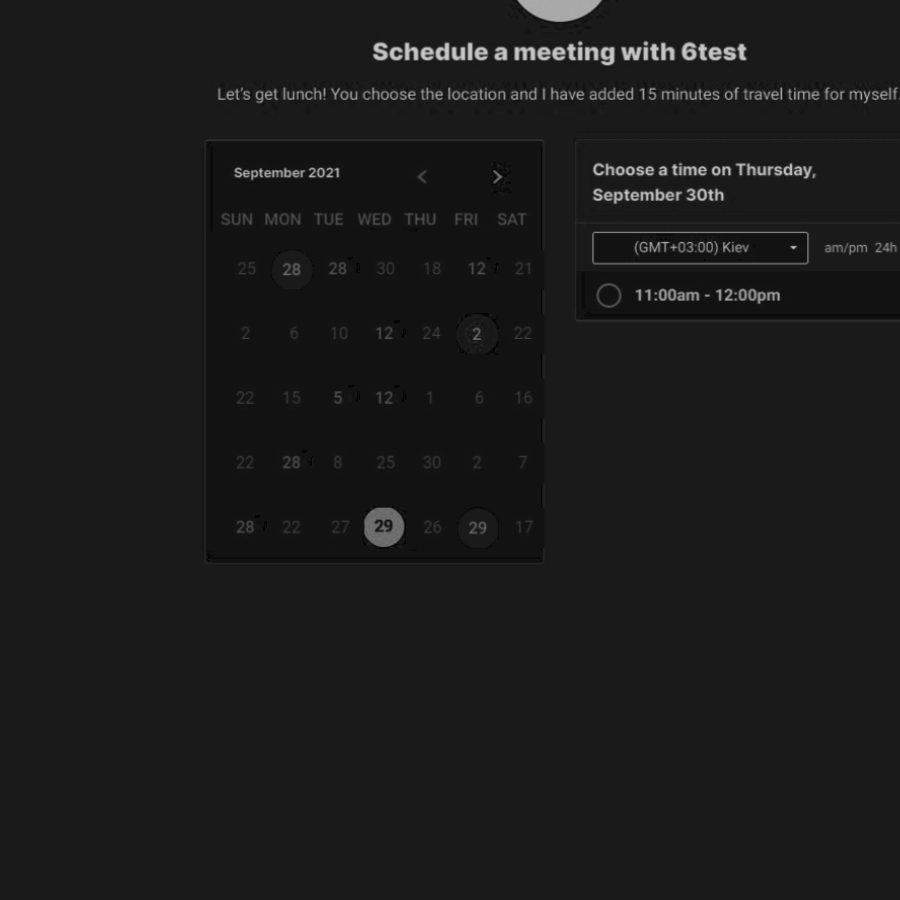 Schedule a meeting with 6test
Let's get lunch! You choose the location and I have added 15 minutes of travel time for myself.
September 2021
SUN MON TUE WED THU FRI SAT
25 28 28 30 18 12 21
2 6 10 12 24 2 22
22 15 5 12 1 6 16
22 28 8 25 30 2 7
28 22 27 29 26 29 17
Choose a time on Thursday,
September 30th
(GMT+03:00) Kiev am/pm 24h
11:00am - 12:00pm